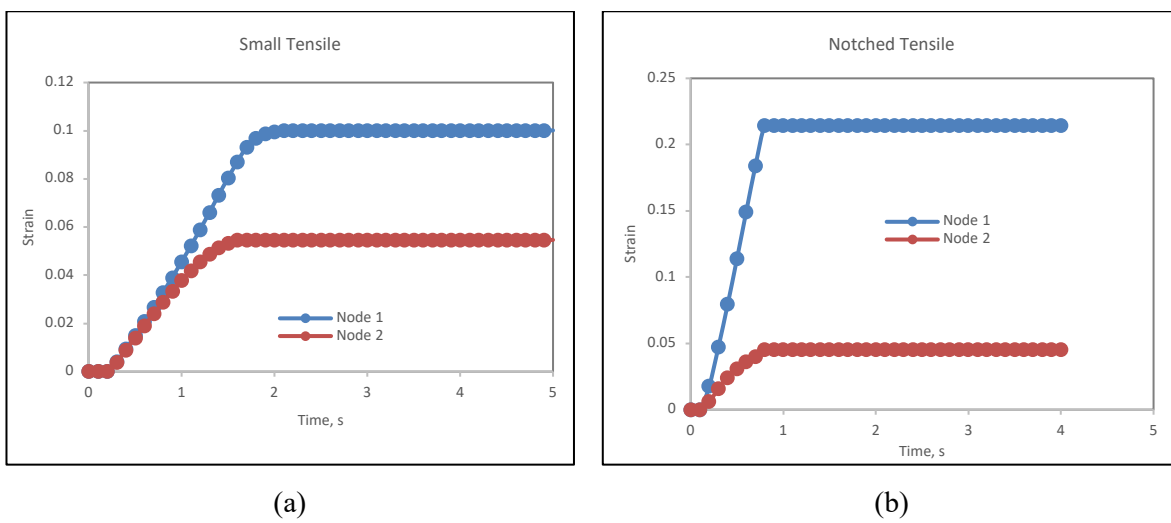 Small Tensile
0.12
0.1
0.08
0.06
0.04
0.02
0
Strain
Node 1
Node 2
0 1 2 3 4 5
Time, s
(a)
Notched Tensile
0.25
0.2
0.15
0.1
0.05
0
Strain
Node 1
Node 2
0 1 2 3 4 5
Time, s
(b)